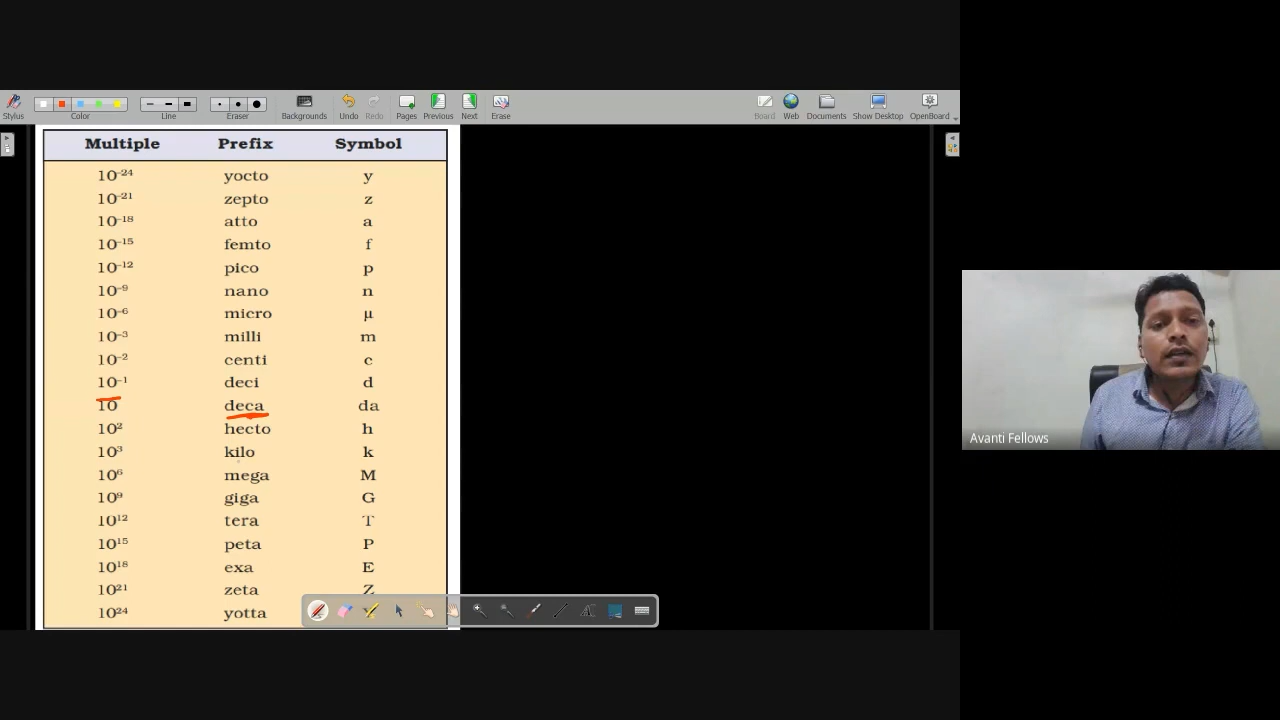 Stylus Color Line Eraser Backgrounds Undo Redo Pages Previous Next Erase Board Web Documents Show Desktop OpenBoard
Multiple Prefix Symbol
10⁻²⁴ yocto y
10⁻²¹ zepto z
10⁻¹⁸ atto a
10⁻¹⁵ femto f
10⁻¹² pico p
10⁻⁹ nano n
10⁻⁶ micro µ
10⁻³ milli m
10⁻² centi c
10⁻¹ deci d
10 deca da
10² hecto h
10³ kilo k
10⁶ mega M
10⁹ giga G
10¹² tera T
10¹⁵ peta P
10¹⁸ exa E
10²¹ zeta Z
10²⁴ yotta
Avanti Fellows